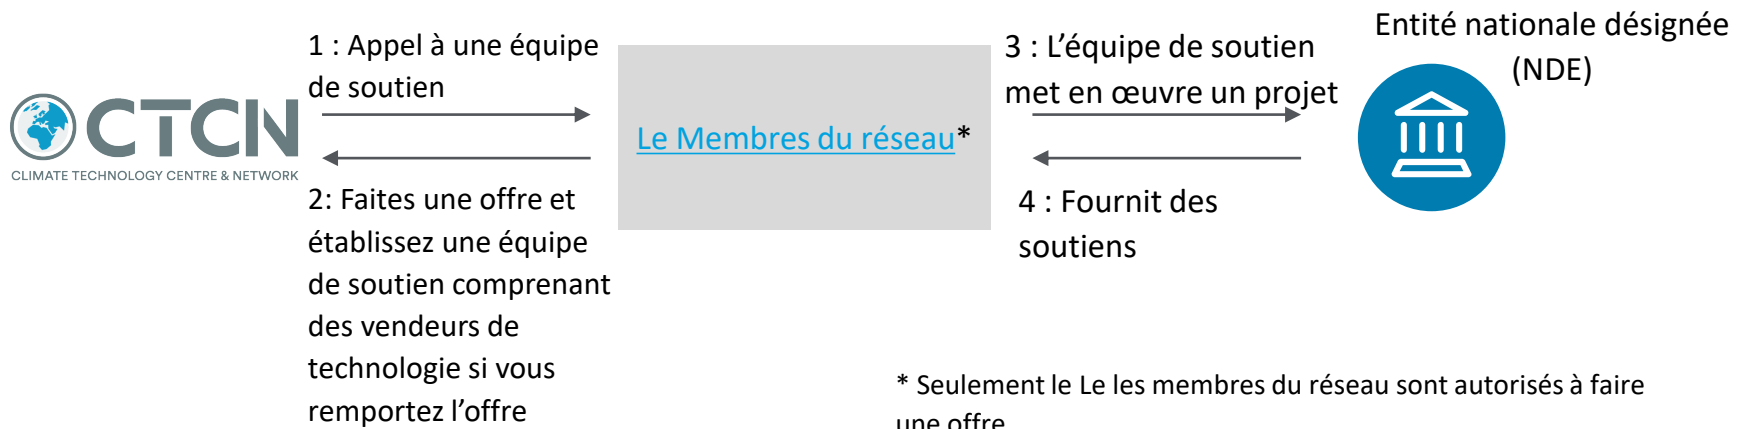 CTCN
CLIMATE TECHNOLOGY CENTRE & NETWORK
1 : Appel à une équipe
de soutien
2: Faites une offre et
établissez une équipe
de soutien comprenant
des vendeurs de
technologie si vous
remportez l’offre
Le Membres du réseau*
3 : L’équipe de soutien
met en œuvre un projet
4 : Fournit des
soutiens
Entité nationale désignée
(NDE)
* Seulement le Le les membres du réseau sont autorisés à faire
une offre